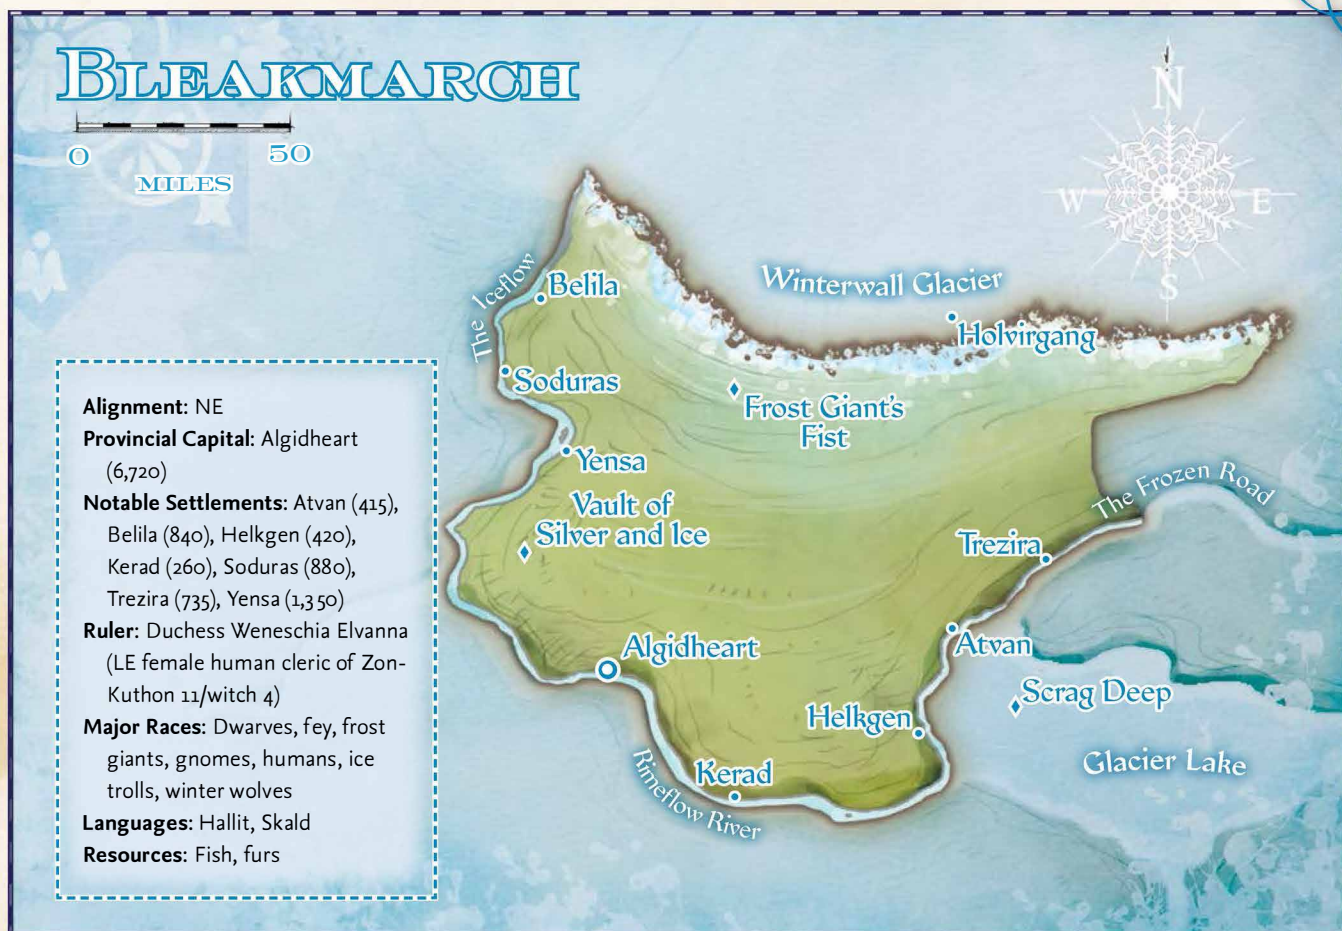 BLEAKMARCH
0 50
MILES
N
W E
S
The Iceflow
Belila
Winterwall Glacier
Holvirgang
Soduras
Frost Giant's
Fist
Yensa
The Frozen Road
Vault of
Silver and Ice
Trezira
Algidheart
Atvan
Scrag Deep
Helkgen
Glacier Lake
Kerad
Rimeflow River
Alignment: NE
Provincial Capital: Algidheart
(6,720)
Notable Settlements: Atvan (415),
Belila (840), Helkgen (420),
Kerad (260), Soduras (880),
Trezira (735), Yensa (1,350)
Ruler: Duchess Weneschia Elvanna
(LE female human cleric of Zon-
Kuthon 11/witch 4)
Major Races: Dwarves, fey, frost
giants, gnomes, humans, ice
trolls, winter wolves
Languages: Hallit, Skald
Resources: Fish, furs